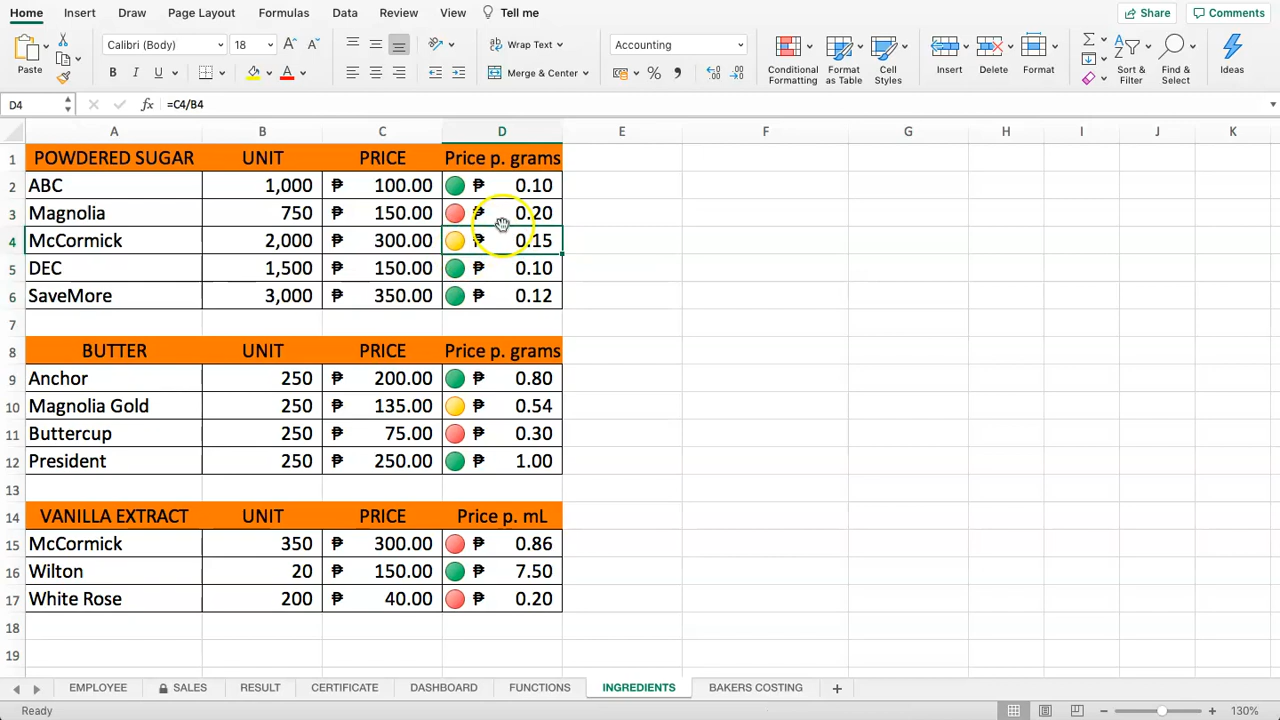 Home Insert Draw Page Layout Formulas Data Review View Tell me Share Comments
Calibri (Body) 18 Wrap Text Accounting
Paste B I U A Merge & Center % Conditional Formatting Format as Table Cell Styles Insert Delete Format Sort & Filter Find & Select Ideas
D4 fx =C4/B4
A B C D E F G H I J K
1 POWDERED SUGAR UNIT PRICE Price p. grams
2 ABC 1,000 ₱ 100.00 ₱ 0.10
3 Magnolia 750 ₱ 150.00 ₱ 0.20
4 McCormick 2,000 ₱ 300.00 ₱ 0.15
5 DEC 1,500 ₱ 150.00 ₱ 0.10
6 SaveMore 3,000 ₱ 350.00 ₱ 0.12
7
8 BUTTER UNIT PRICE Price p. grams
9 Anchor 250 ₱ 200.00 ₱ 0.80
10 Magnolia Gold 250 ₱ 135.00 ₱ 0.54
11 Buttercup 250 ₱ 75.00 ₱ 0.30
12 President 250 ₱ 250.00 ₱ 1.00
13
14 VANILLA EXTRACT UNIT PRICE Price p. mL
15 McCormick 350 ₱ 300.00 ₱ 0.86
16 Wilton 20 ₱ 150.00 ₱ 7.50
17 White Rose 200 ₱ 40.00 ₱ 0.20
18
19
EMPLOYEE SALES RESULT CERTIFICATE DASHBOARD FUNCTIONS INGREDIENTS BAKERS COSTING +
Ready 130%